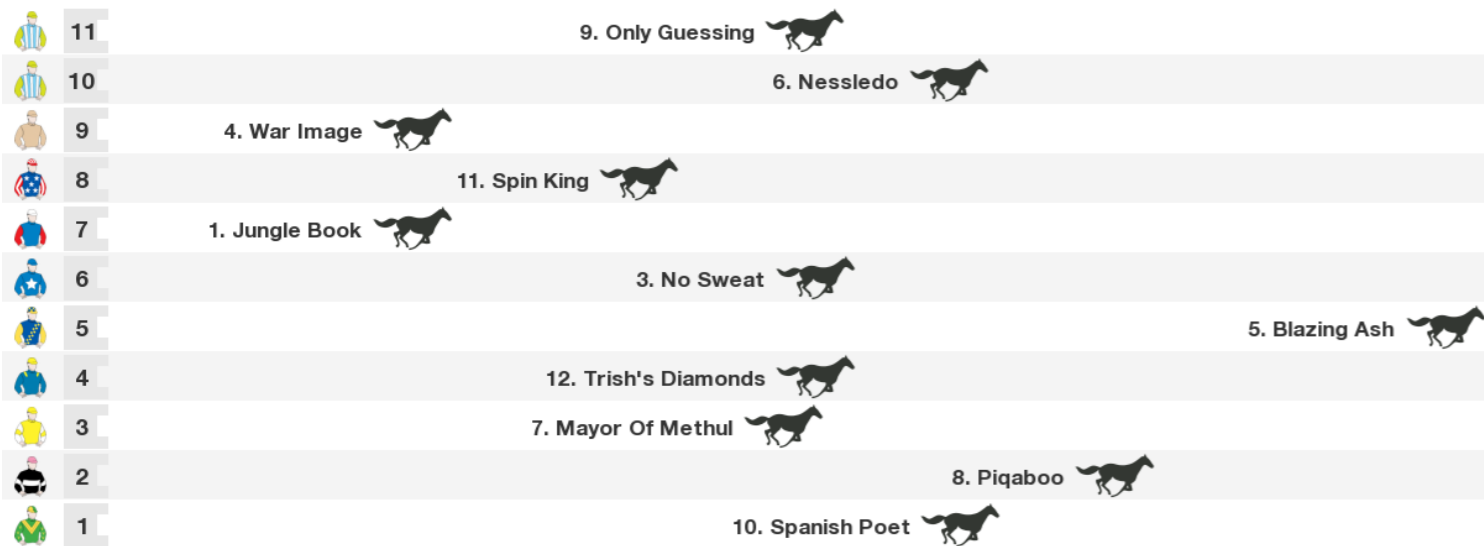 11 9. Only Guessing
10 6. Nessledo
9 4. War Image
8 11. Spin King
7 1. Jungle Book
6 3. No Sweat
5 5. Blazing Ash
4 12. Trish's Diamonds
3 7. Mayor Of Methul
2 8. Piqaboo
1 10. Spanish Poet